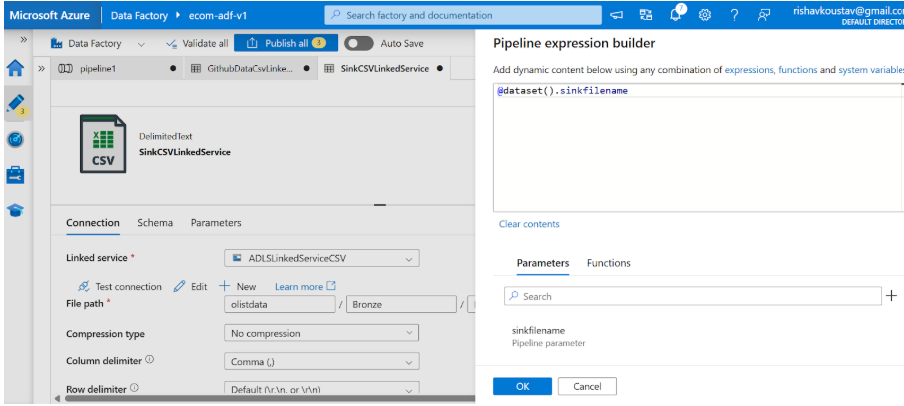 Microsoft Azure
Data Factory
ecom-adf-v1
Search factory and documentation
7
rishavkoustav@gmail.com
DEFAULT DIRECTOR
Data Factory
Validate all
Publish all 3
Auto Save
pipeline1
GithubDataCsvLinke...
SinkCSVLinkedService
3
CSV
DelimitedText
SinkCSVLinkedService
Connection Schema Parameters
Linked service *
ADLSLinkedServiceCSV
Test connection Edit New Learn more
File path *
olistdata / Bronze /
Compression type
No compression
Column delimiter
Comma (,)
Row delimiter
Default (\r,\n, or \r\n)
Pipeline expression builder
Add dynamic content below using any combination of expressions, functions and system variables
@dataset().sinkfilename
Clear contents
Parameters Functions
Search
sinkfilename
Pipeline parameter
OK Cancel